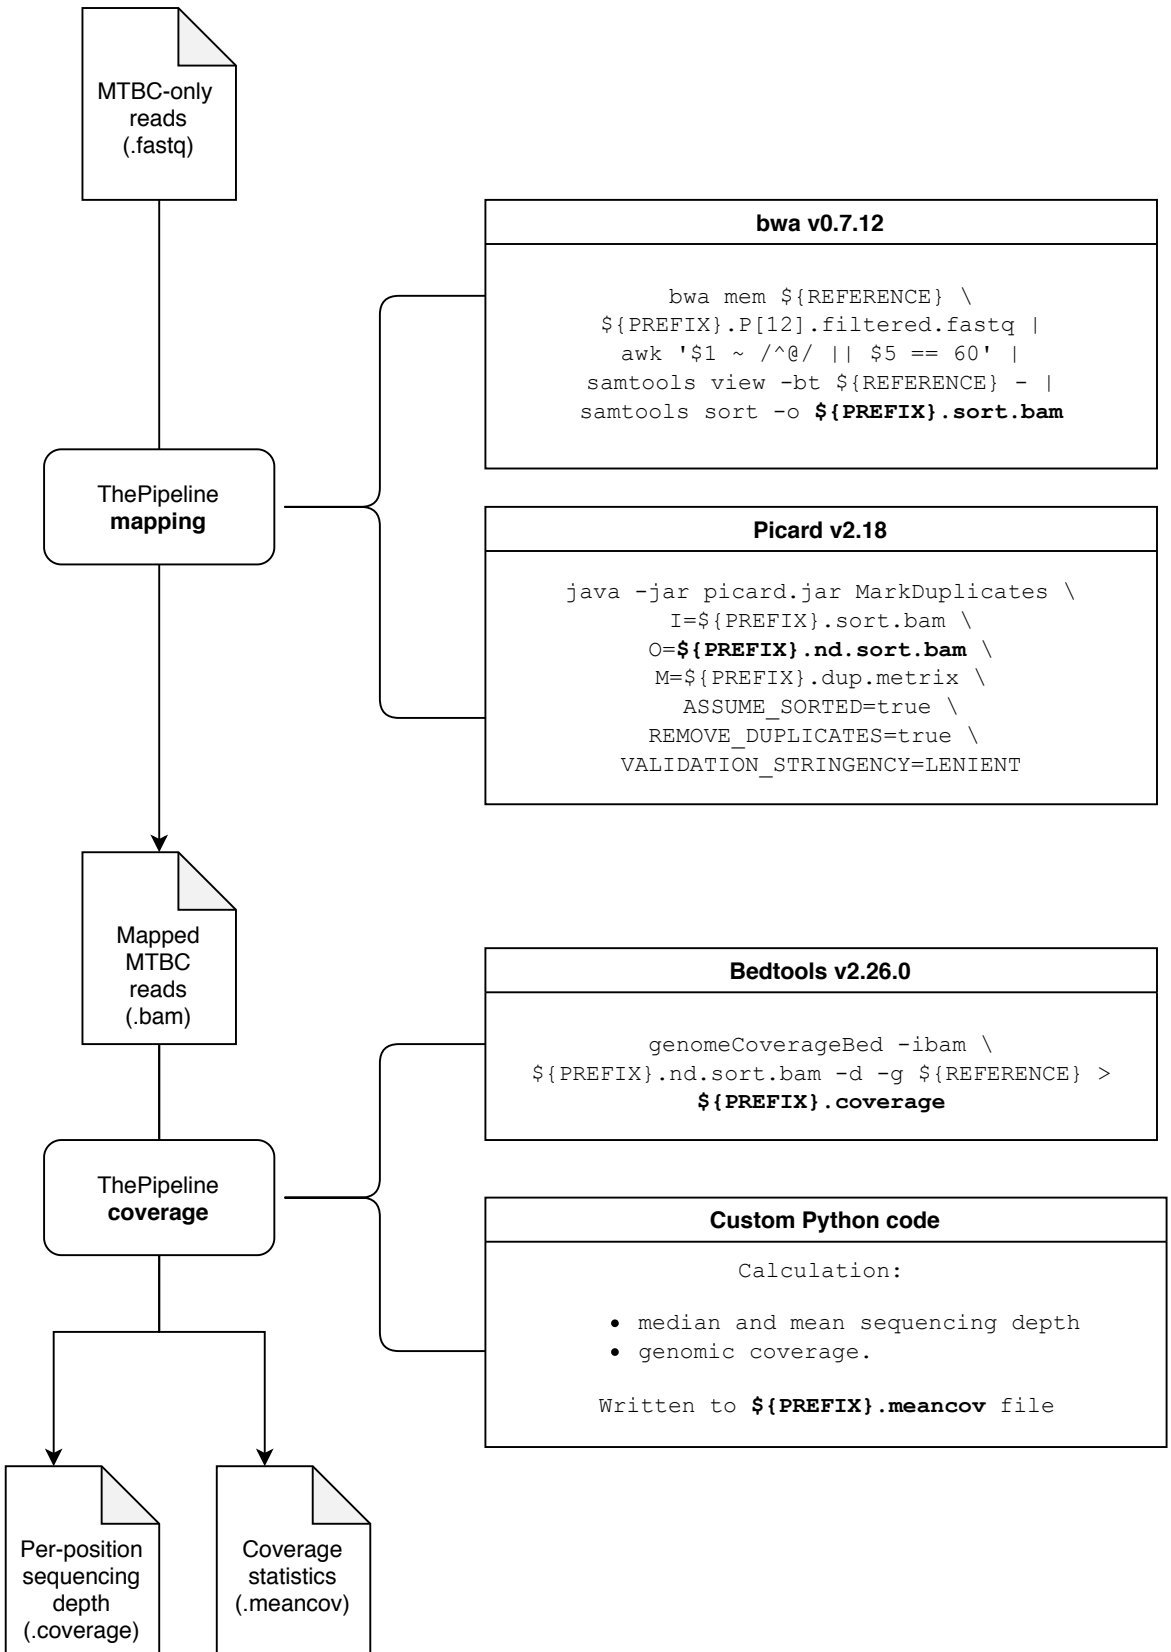 MTBC-only
reads
(.fastq)
bwa v0.7.12
bwa mem ${REFERENCE} \
${PREFIX}.P[12].filtered.fastq |
awk '$1 ~ /^@/ || $5 == 60' |
samtools view -bt ${REFERENCE} - |
samtools sort -o ${PREFIX}.sort.bam
ThePipeline
mapping
Picard v2.18
java -jar picard.jar MarkDuplicates \
I=${PREFIX}.sort.bam \
O=${PREFIX}.nd.sort.bam \
M=${PREFIX}.dup.metrix \
ASSUME_SORTED=true \
REMOVE_DUPLICATES=true \
VALIDATION_STRINGENCY=LENIENT
Mapped
MTBC
reads
(.bam)
Bedtools v2.26.0
genomeCoverageBed -ibam \
${PREFIX}.nd.sort.bam -d -g ${REFERENCE} >
${PREFIX}.coverage
ThePipeline
coverage
Custom Python code
Calculation:
• median and mean sequencing depth
• genomic coverage.
Written to ${PREFIX}.meancov file
Per-position
sequencing
depth
(.coverage)
Coverage
statistics
(.meancov)